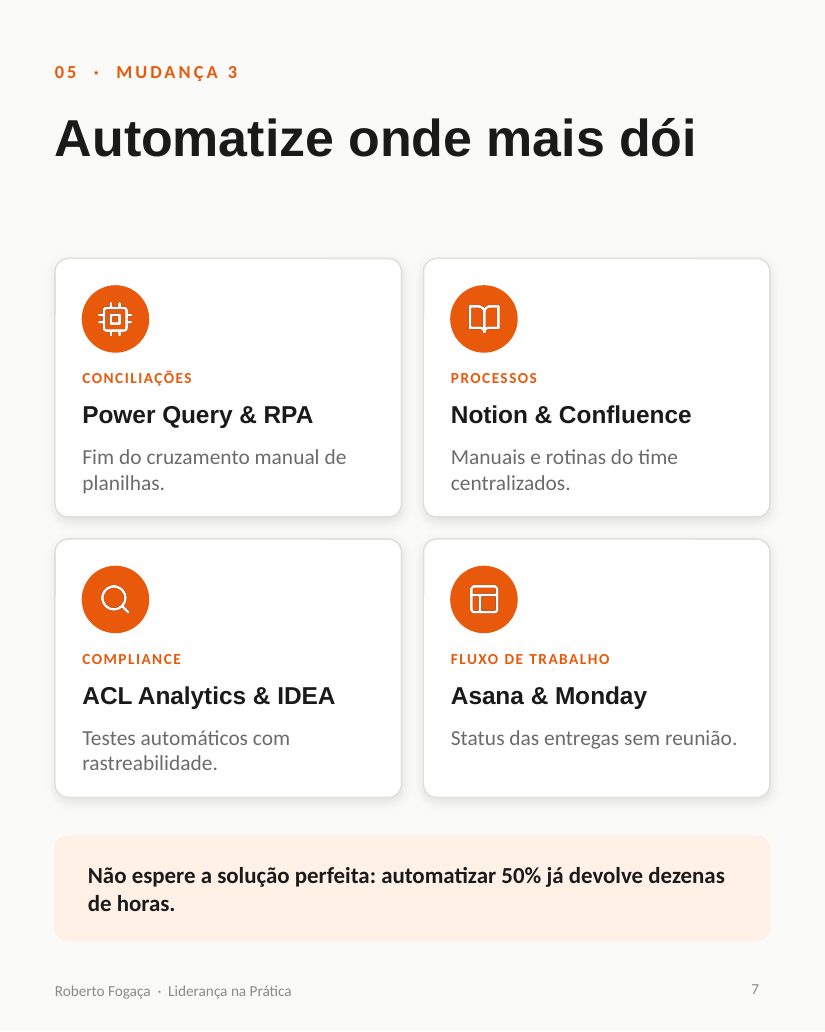 05 · MUDANÇA 3
Automatize onde mais dói
CONCILIAÇÕES
Power Query & RPA
Fim do cruzamento manual de
planilhas.
PROCESSOS
Notion & Confluence
Manuais e rotinas do time
centralizados.
COMPLIANCE
ACL Analytics & IDEA
Testes automáticos com
rastreabilidade.
FLUXO DE TRABALHO
Asana & Monday
Status das entregas sem reunião.
Não espere a solução perfeita: automatizar 50% já devolve dezenas
de horas.
Roberto Fogaça · Liderança na Prática
7